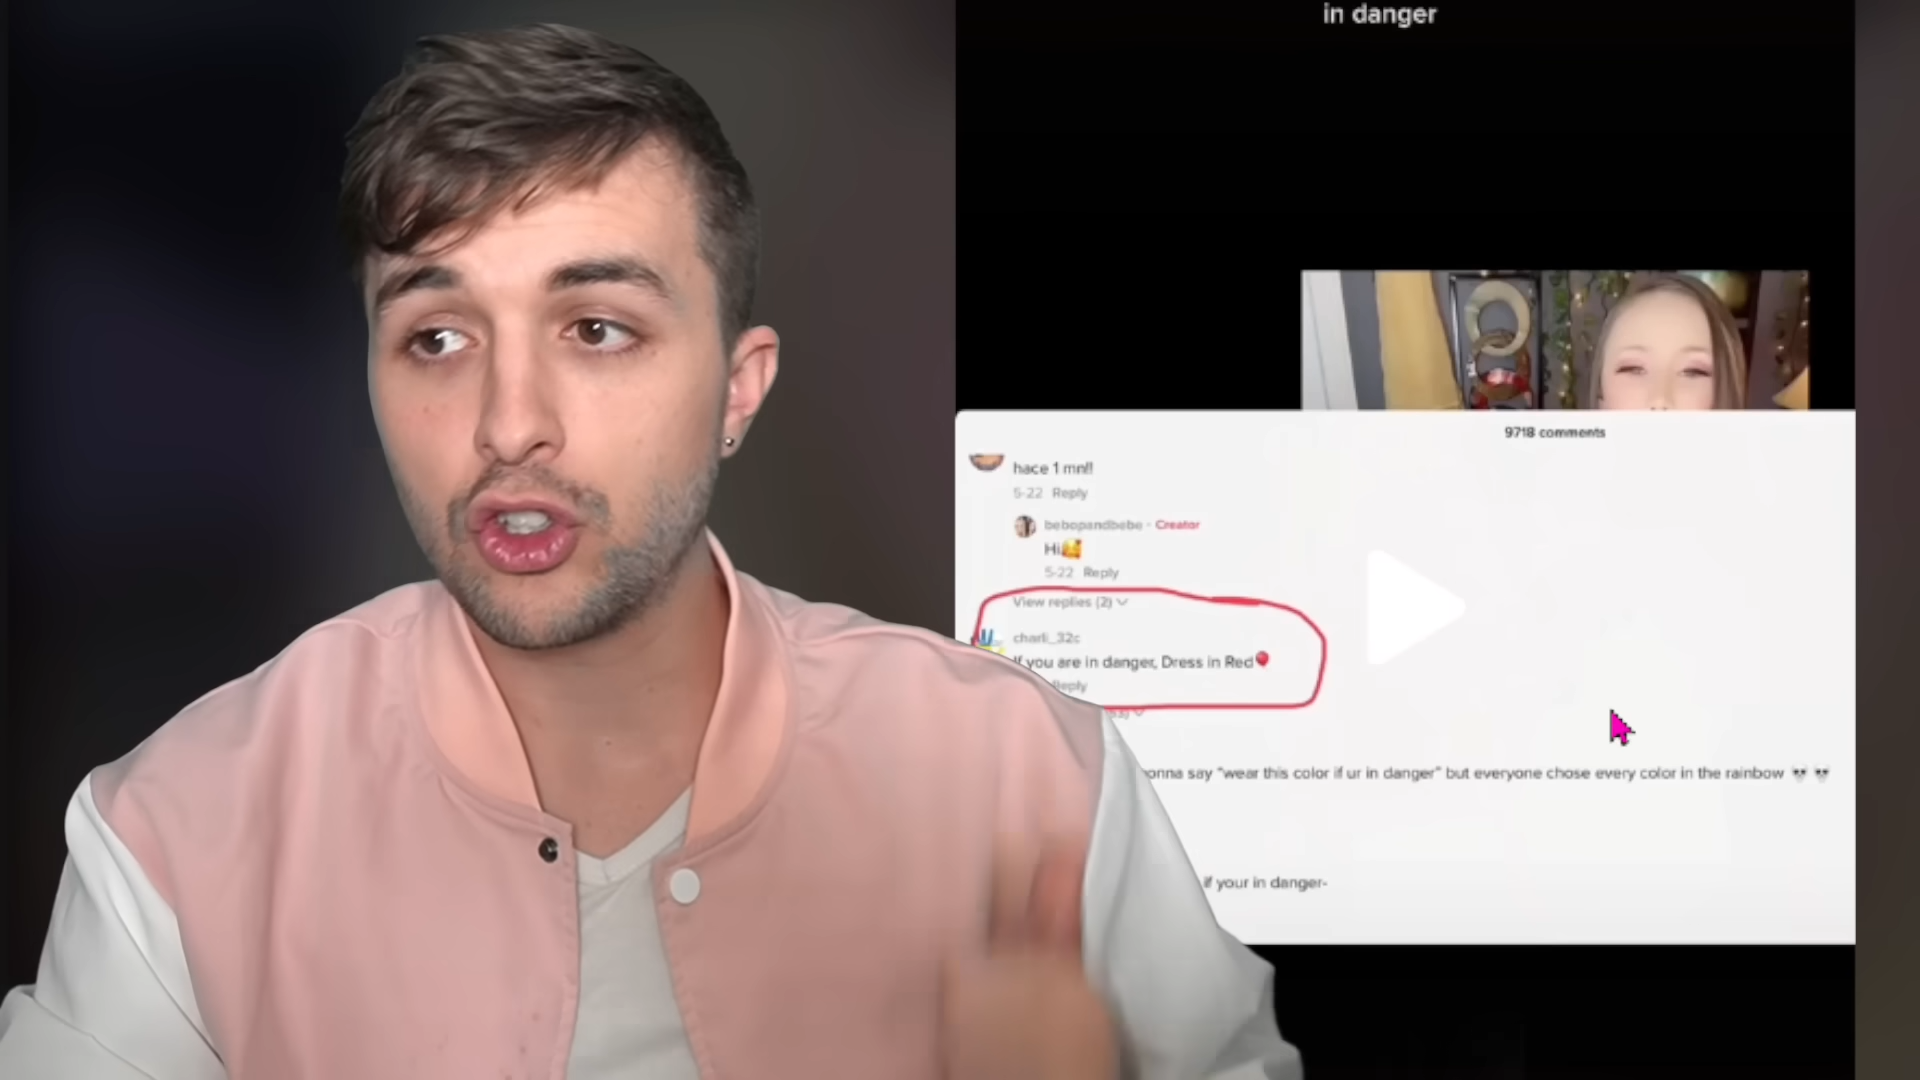 in danger
9718 comments
hace 1 mn!!
5-22 Reply
bebopandbebe · Creator
Hi🥰
5-22 Reply
View replies (2)
charli_32c
If you are in danger, Dress in Red🎈
Reply
onna say "wear this color if ur in danger" but everyone chose every color in the rainbow 💀 💀
if your in danger-